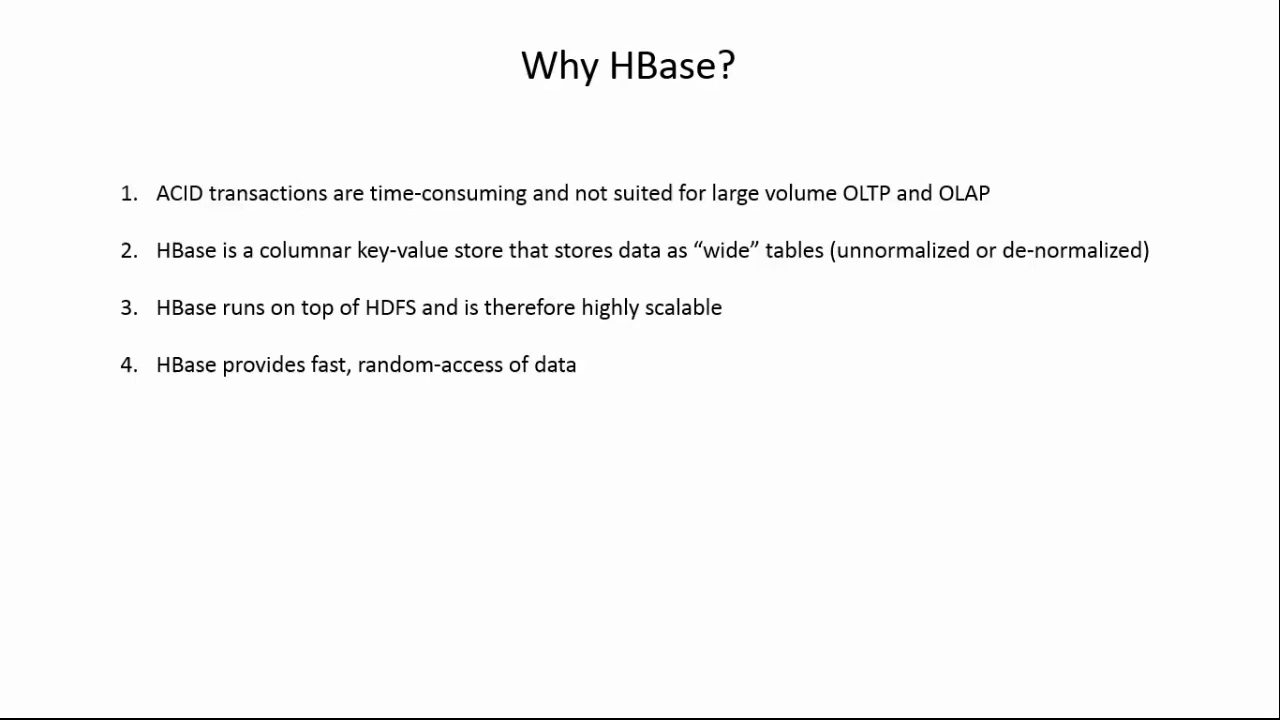 Why HBase?
1. ACID transactions are time-consuming and not suited for large volume OLTP and OLAP
2. HBase is a columnar key-value store that stores data as “wide” tables (unnormalized or de-normalized)
3. HBase runs on top of HDFS and is therefore highly scalable
4. HBase provides fast, random-access of data